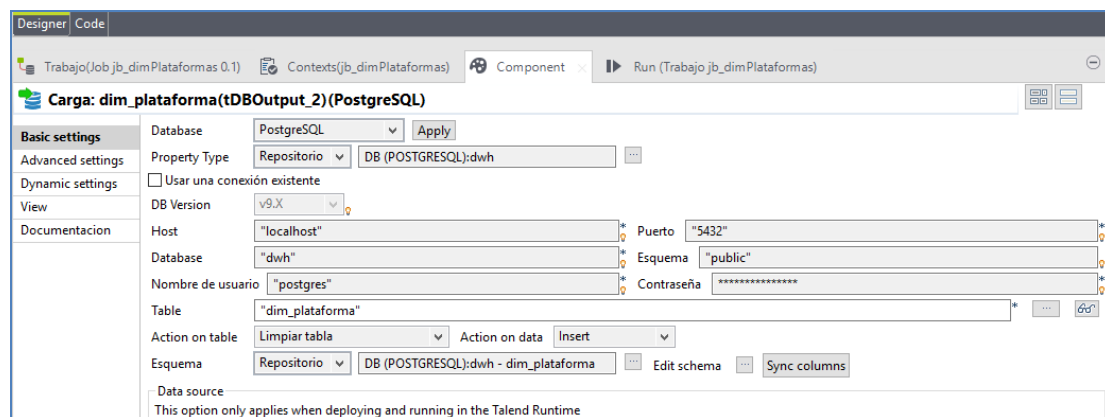 Designer Code
Trabajo(Job jb_dimPlataformas 0.1) Contexts(jb_dimPlataformas) Component Run (Trabajo jb_dimPlataformas)
Carga: dim_plataforma(tDBOutput_2)(PostgreSQL)
Basic settings
Advanced settings
Dynamic settings
View
Documentacion
Database PostgreSQL Apply
Property Type Repositorio DB (POSTGRESQL):dwh ...
Usar una conexión existente
DB Version v9.X
Host "localhost" * Puerto "5432" *
Database "dwh" * Esquema "public" *
Nombre de usuario "postgres" * Contraseña *************** *
Table "dim_plataforma" * ...
Action on table Limpiar tabla Action on data Insert
Esquema Repositorio DB (POSTGRESQL):dwh - dim_plataforma ... Edit schema ... Sync columns
Data source
This option only applies when deploying and running in the Talend Runtime